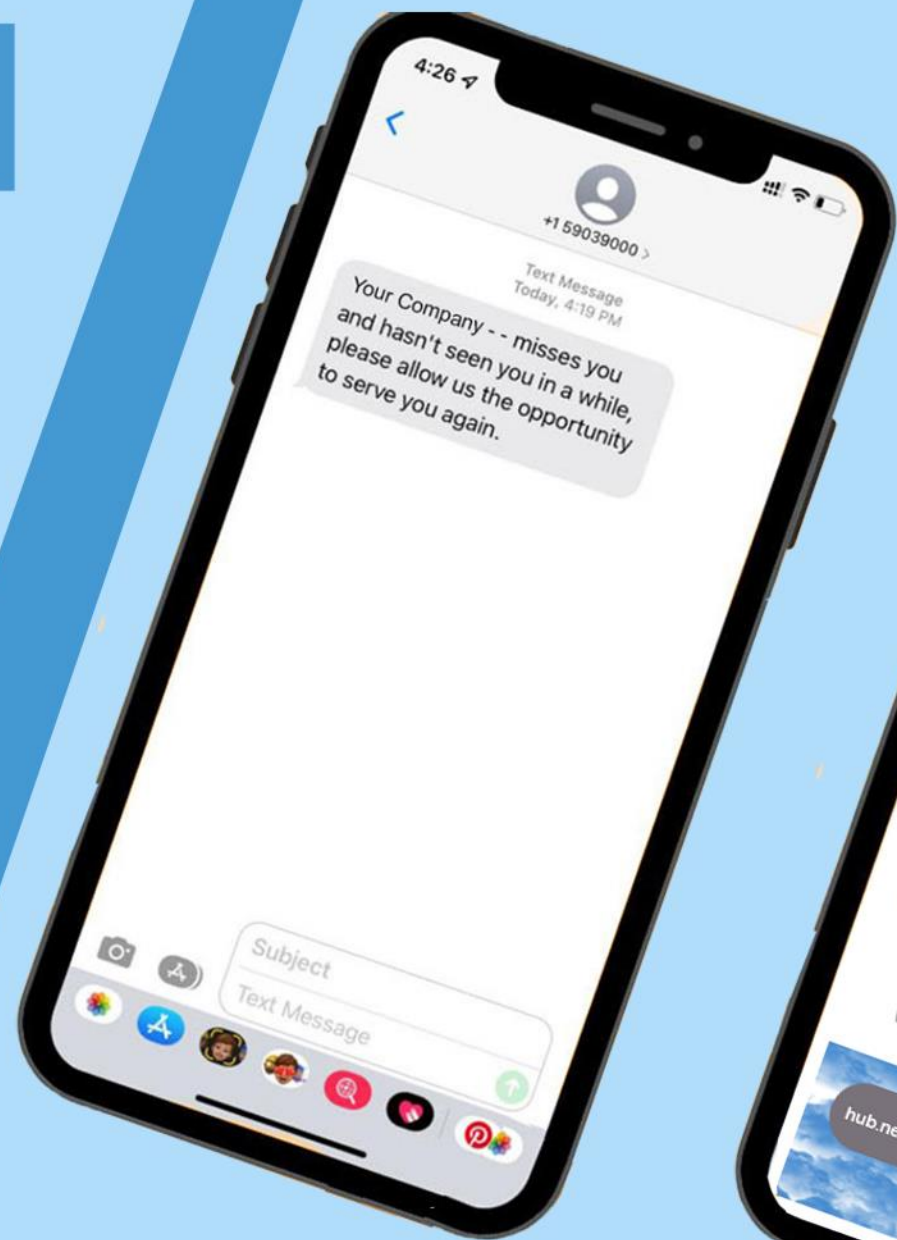 4:26
+1 59039000 >
Text Message
Today, 4:19 PM
Your Company - - misses you
and hasn't seen you in a while,
please allow us the opportunity
to serve you again.
Subject
Text Message
hub.ne